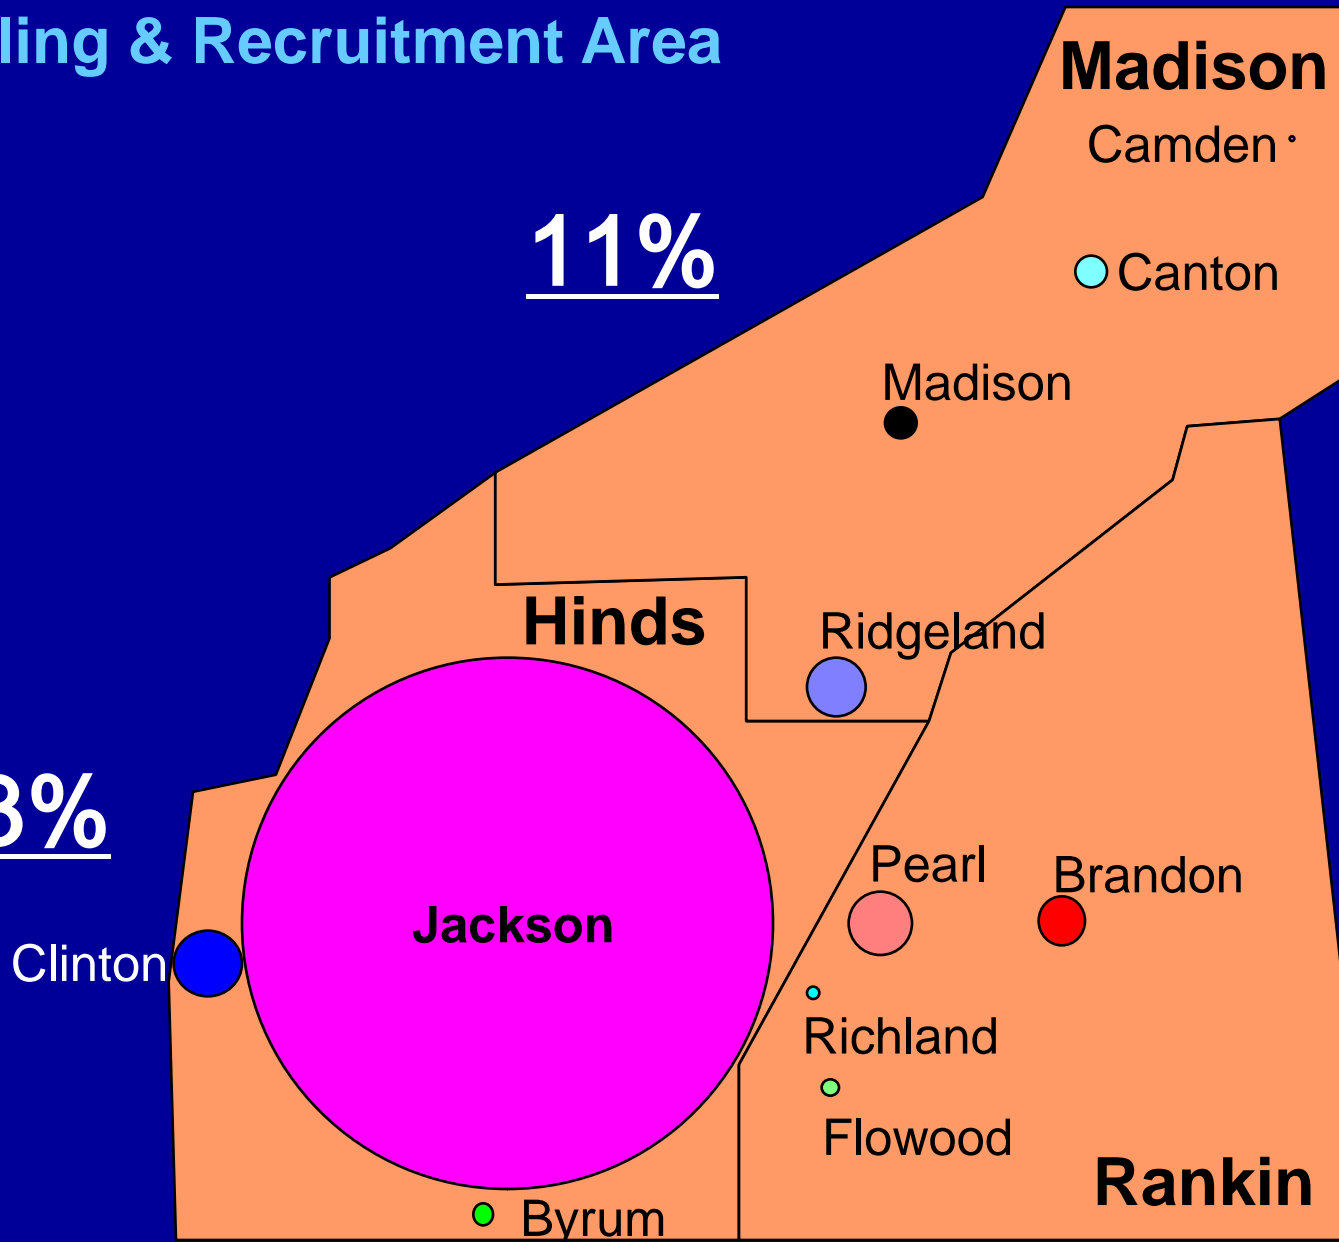 ling & Recruitment Area
Madison
Camden
11%
Canton
Madison
Hinds
Ridgeland
3%
Pearl
Brandon
Jackson
Clinton
Richland
Flowood
Rankin
Byrum